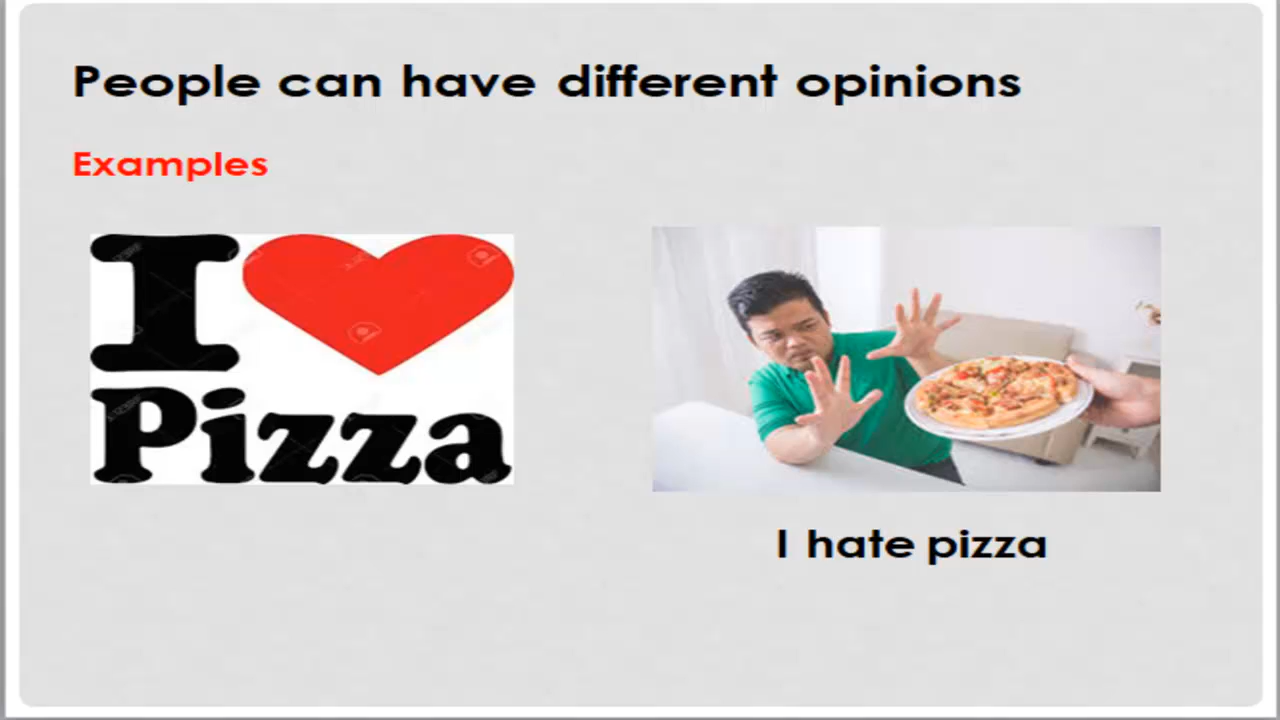 People can have different opinions
Examples
I
Pizza
I hate pizza